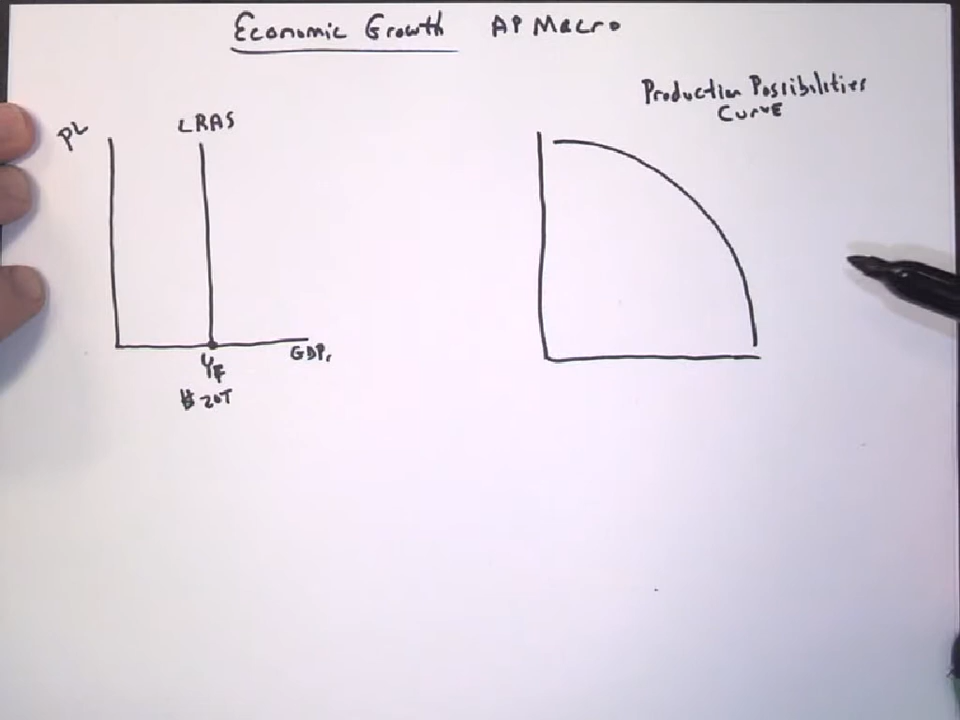 Economic Growth AP Macro
Production Possibilities
Curve
PL
LRAS
GDPr
YF
$20T